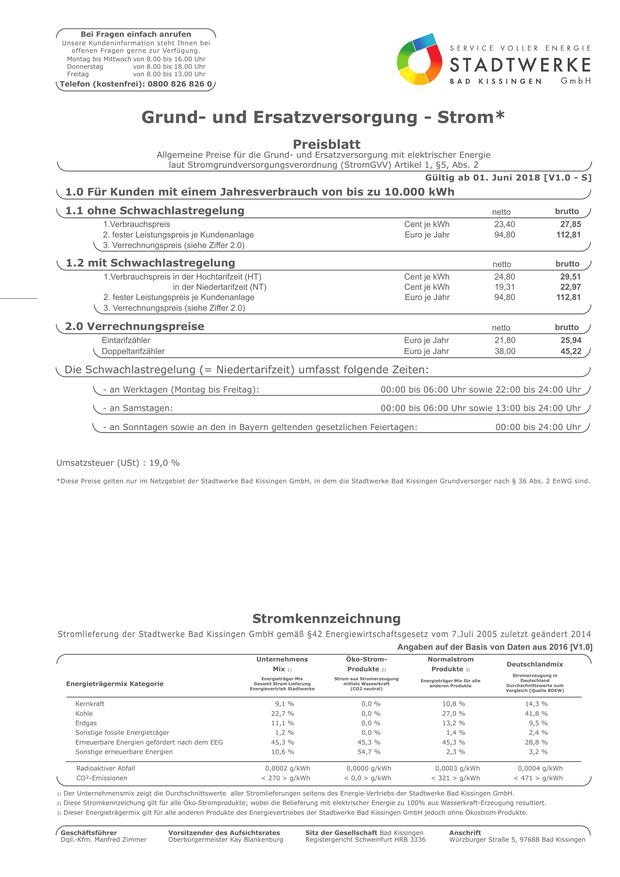 Bei Fragen einfach anrufen
Unsere Kundeninformation steht Ihnen bei
offenen Fragen gerne zur Verfügung.
Montag bis Mittwoch von 8.00 bis 16.00 Uhr
Donnerstag von 8.00 bis 18.00 Uhr
Freitag von 8.00 bis 13.00 Uhr
Telefon (kostenfrei): 0800 826 826 0
SERVICE VOLLER ENERGIE
STADTWERKE
BAD KISSINGEN GmbH
Grund- und Ersatzversorgung - Strom*
Preisblatt
Allgemeine Preise für die Grund- und Ersatzversorgung mit elektrischer Energie
laut Stromgrundversorgungsverordnung (StromGVV) Artikel 1, §5, Abs. 2
Gültig ab 01. Juni 2018 [V1.0 - S]
1.0 Für Kunden mit einem Jahresverbrauch von bis zu 10.000 kWh
1.1 ohne Schwachlastregelung netto brutto
1.Verbrauchspreis Cent je kWh 23,40 27,85
2. fester Leistungspreis je Kundenanlage Euro je Jahr 94,80 112,81
3. Verrechnungspreis (siehe Ziffer 2.0)
1.2 mit Schwachlastregelung netto brutto
1.Verbrauchspreis in der Hochtarifzeit (HT) Cent je kWh 24,80 29,51
in der Niedertarifzeit (NT) Cent je kWh 19,31 22,97
2. fester Leistungspreis je Kundenanlage Euro je Jahr 94,80 112,81
3. Verrechnungspreis (siehe Ziffer 2.0)
2.0 Verrechnungspreise netto brutto
Eintarifzähler Euro je Jahr 21,80 25,94
Doppeltarifzähler Euro je Jahr 38,00 45,22
Die Schwachlastregelung (= Niedertarifzeit) umfasst folgende Zeiten:
- an Werktagen (Montag bis Freitag): 00:00 bis 06:00 Uhr sowie 22:00 bis 24:00 Uhr
- an Samstagen: 00:00 bis 06:00 Uhr sowie 13:00 bis 24:00 Uhr
- an Sonntagen sowie an den in Bayern geltenden gesetzlichen Feiertagen: 00:00 bis 24:00 Uhr
Umsatzsteuer (USt) : 19,0 %
*Diese Preise gelten nur im Netzgebiet der Stadtwerke Bad Kissingen GmbH, in dem die Stadtwerke Bad Kissingen Grundversorger nach § 36 Abs. 2 EnWG sind.
Stromkennzeichnung
Stromlieferung der Stadtwerke Bad Kissingen GmbH gemäß §42 Energiewirtschaftsgesetz vom 7.Juli 2005 zuletzt geändert 2014
Angaben auf der Basis von Daten aus 2016 [V1.0]
Unternehmens Öko-Strom- Normalstrom Deutschlandmix
Mix 1) Produkte 2) Produkte 3)
Energieträgermix Kategorie
Energieträger Mix Gesamt Strom Lieferung Energievertrieb Stadtwerke
Strom aus Stromerzeugung mittels Wasserkraft (CO2 neutral)
Energieträger Mix für alle anderen Produkte
Stromerzeugung in Deutschland Durchschnittswerte zum Vergleich (Quelle BDEW)
Kernkraft 9,1 % 0,0 % 10,8 % 14,3 %
Kohle 22,7 % 0,0 % 27,0 % 41,8 %
Erdgas 11,1 % 0,0 % 13,2 % 9,5 %
Sonstige fossile Energieträger 1,2 % 0,0 % 1,4 % 2,4 %
Erneuerbare Energien gefördert nach dem EEG 45,3 % 45,3 % 45,3 % 28,8 %
Sonstige erneuerbare Energien 10,6 % 54,7 % 2,3 % 3,2 %
Radioaktiver Abfall 0,0002 g/kWh 0,0000 g/kWh 0,0003 g/kWh 0,0004 g/kWh
CO²-Emissionen < 270 > g/kWh < 0,0 > g/kWh < 321 > g/kWh < 471 > g/kWh
1) Der Unternehmensmix zeigt die Durchschnittswerte aller Stromlieferungen seitens des Energie-Vertriebs der Stadtwerke Bad Kissingen GmbH.
2) Diese Stromkennzeichnung gilt für alle Öko-Stromprodukte; wobei die Belieferung mit elektrischer Energie zu 100% aus Wasserkraft-Erzeugung resultiert.
3) Dieser Energieträgermix gilt für alle anderen Produkte des Energievertriebes der Stadtwerke Bad Kissingen GmbH jedoch ohne Ökostrom-Produkte.
Geschäftsführer Vorsitzender des Aufsichtsrates Sitz der Gesellschaft Bad Kissingen Anschrift
Dipl.-Kfm. Manfred Zimmer Oberbürgermeister Kay Blankenburg Registergericht Schweinfurt HRB 3336 Würzburger Straße 5, 97688 Bad Kissingen